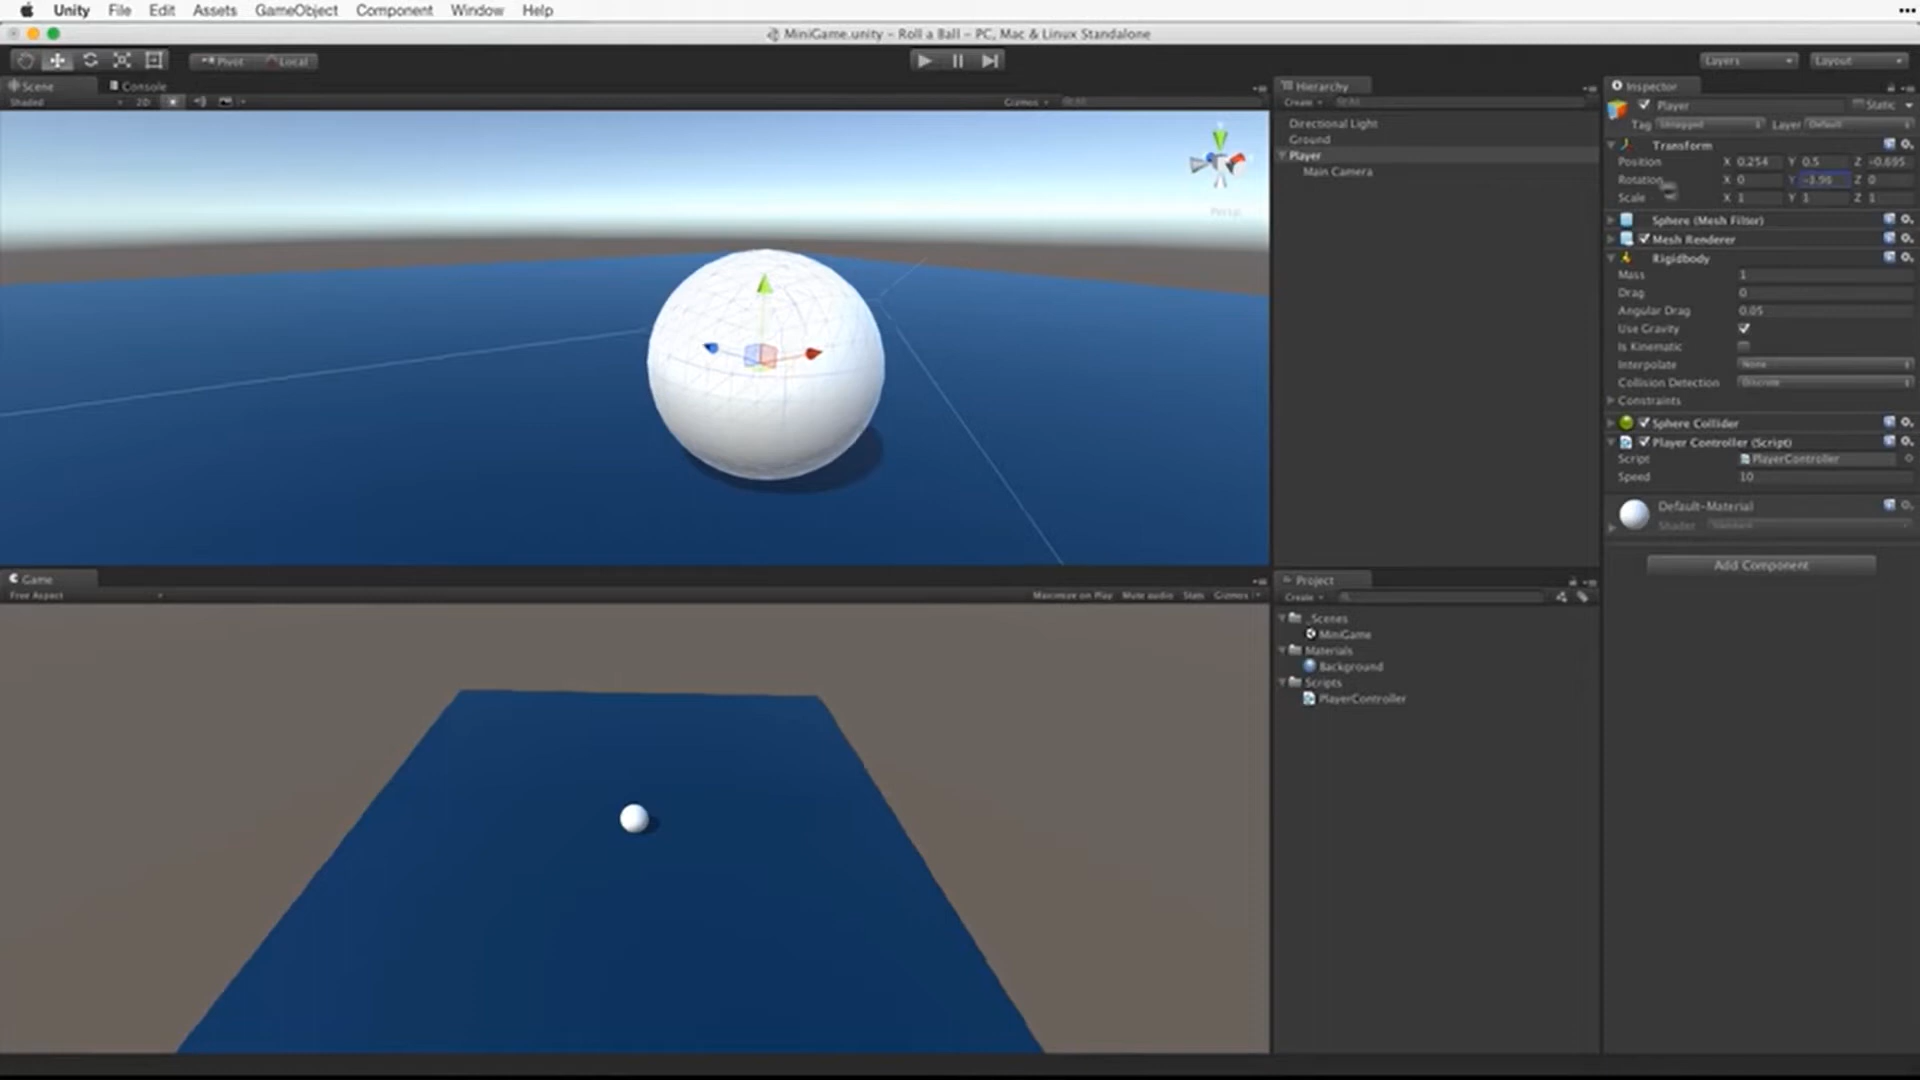 Unity File Edit Assets GameObject Component Window Help
MiniGame.unity - Roll a Ball - PC, Mac & Linux Standalone
Pivot Local Layers Layout
Scene Console
Shaded 2D Gizmos
Persp
Hierarchy
Create
Directional Light
Ground
Player
Main Camera
Inspector
Player Static
Tag Untagged Layer Default
Transform
Position X 0.254 Y 0.5 Z -0.695
Rotation X 0 Y -3.96 Z 0
Scale X 1 Y 1 Z 1
Sphere (Mesh Filter)
Mesh Renderer
Rigidbody
Mass 1
Drag 0
Angular Drag 0.05
Use Gravity
Is Kinematic
Interpolate None
Collision Detection Discrete
Constraints
Sphere Collider
Player Controller (Script)
Script PlayerController
Speed 10
Default-Material
Shader Standard
Add Component
Game
Free Aspect Maximize on Play Mute audio Stats Gizmos
Project
Create
_Scenes
MiniGame
Materials
Background
Scripts
PlayerController